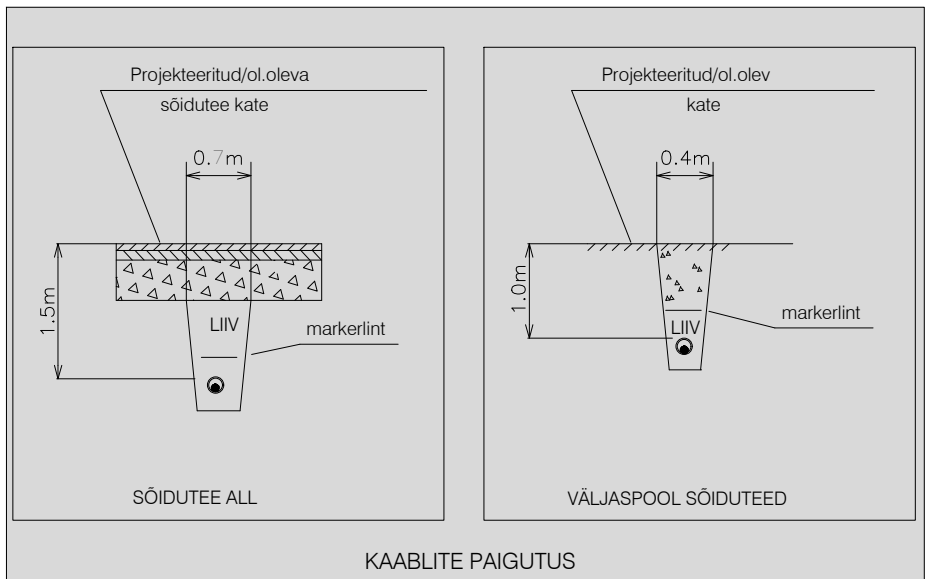 Projekteeritud/ol.oleva
sõidutee kate
0.7m
1.5m
LIIV
markerlint
SÕIDUTEE ALL
Projekteeritud/ol.olev
kate
0.4m
1.0m
LIIV
markerlint
VÄLJASPOOL SÕIDUTEED
KAABLITE PAIGUTUS